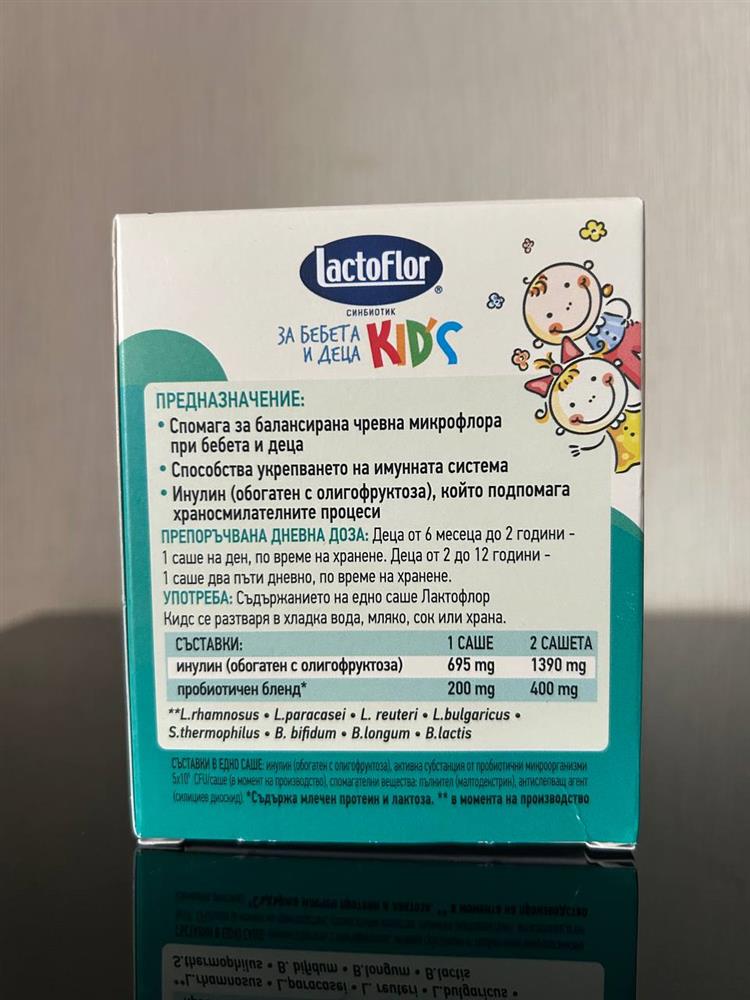 LactoFlor®
СИНБИОТИК
ЗА БЕБЕТА
И ДЕЦА
KID'S
ПРЕДНАЗНАЧЕНИЕ:
• Спомага за балансирана чревна микрофлора
при бебета и деца
• Способства укрепването на имунната система
• Инулин (обогатен с олигофруктоза), който подпомага
храносмилателните процеси
ПРЕПОРЪЧВАНА ДНЕВНА ДОЗА: Деца от 6 месеца до 2 години -
1 саше на ден, по време на хранене. Деца от 2 до 12 години -
1 саше два пъти дневно, по време на хранене.
УПОТРЕБА: Съдържанието на едно саше Лактофлор
Кидс се разтваря в хладка вода, мляко, сок или храна.
СЪСТАВКИ: 1 САШЕ 2 САШЕТА
инулин (обогатен с олигофруктоза) 695 mg 1390 mg
пробиотичен бленд* 200 mg 400 mg
**L.rhamnosus • L.paracasei • L. reuteri • L.bulgaricus •
S.thermophilus • B. bifidum • B.longum • B.lactis
СЪСТАВКИ В ЕДНО САШЕ: инулин (обогатен с олигофруктоза), активна субстанция от пробиотични микроорганизми
CFU/саше (в момент на производство), спомагателни вещества: пълнител (малтодекстрин), антислепващ агент
(силициев диоксид). *Съдържа млечен протеин и лактоза. ** в момента на производство